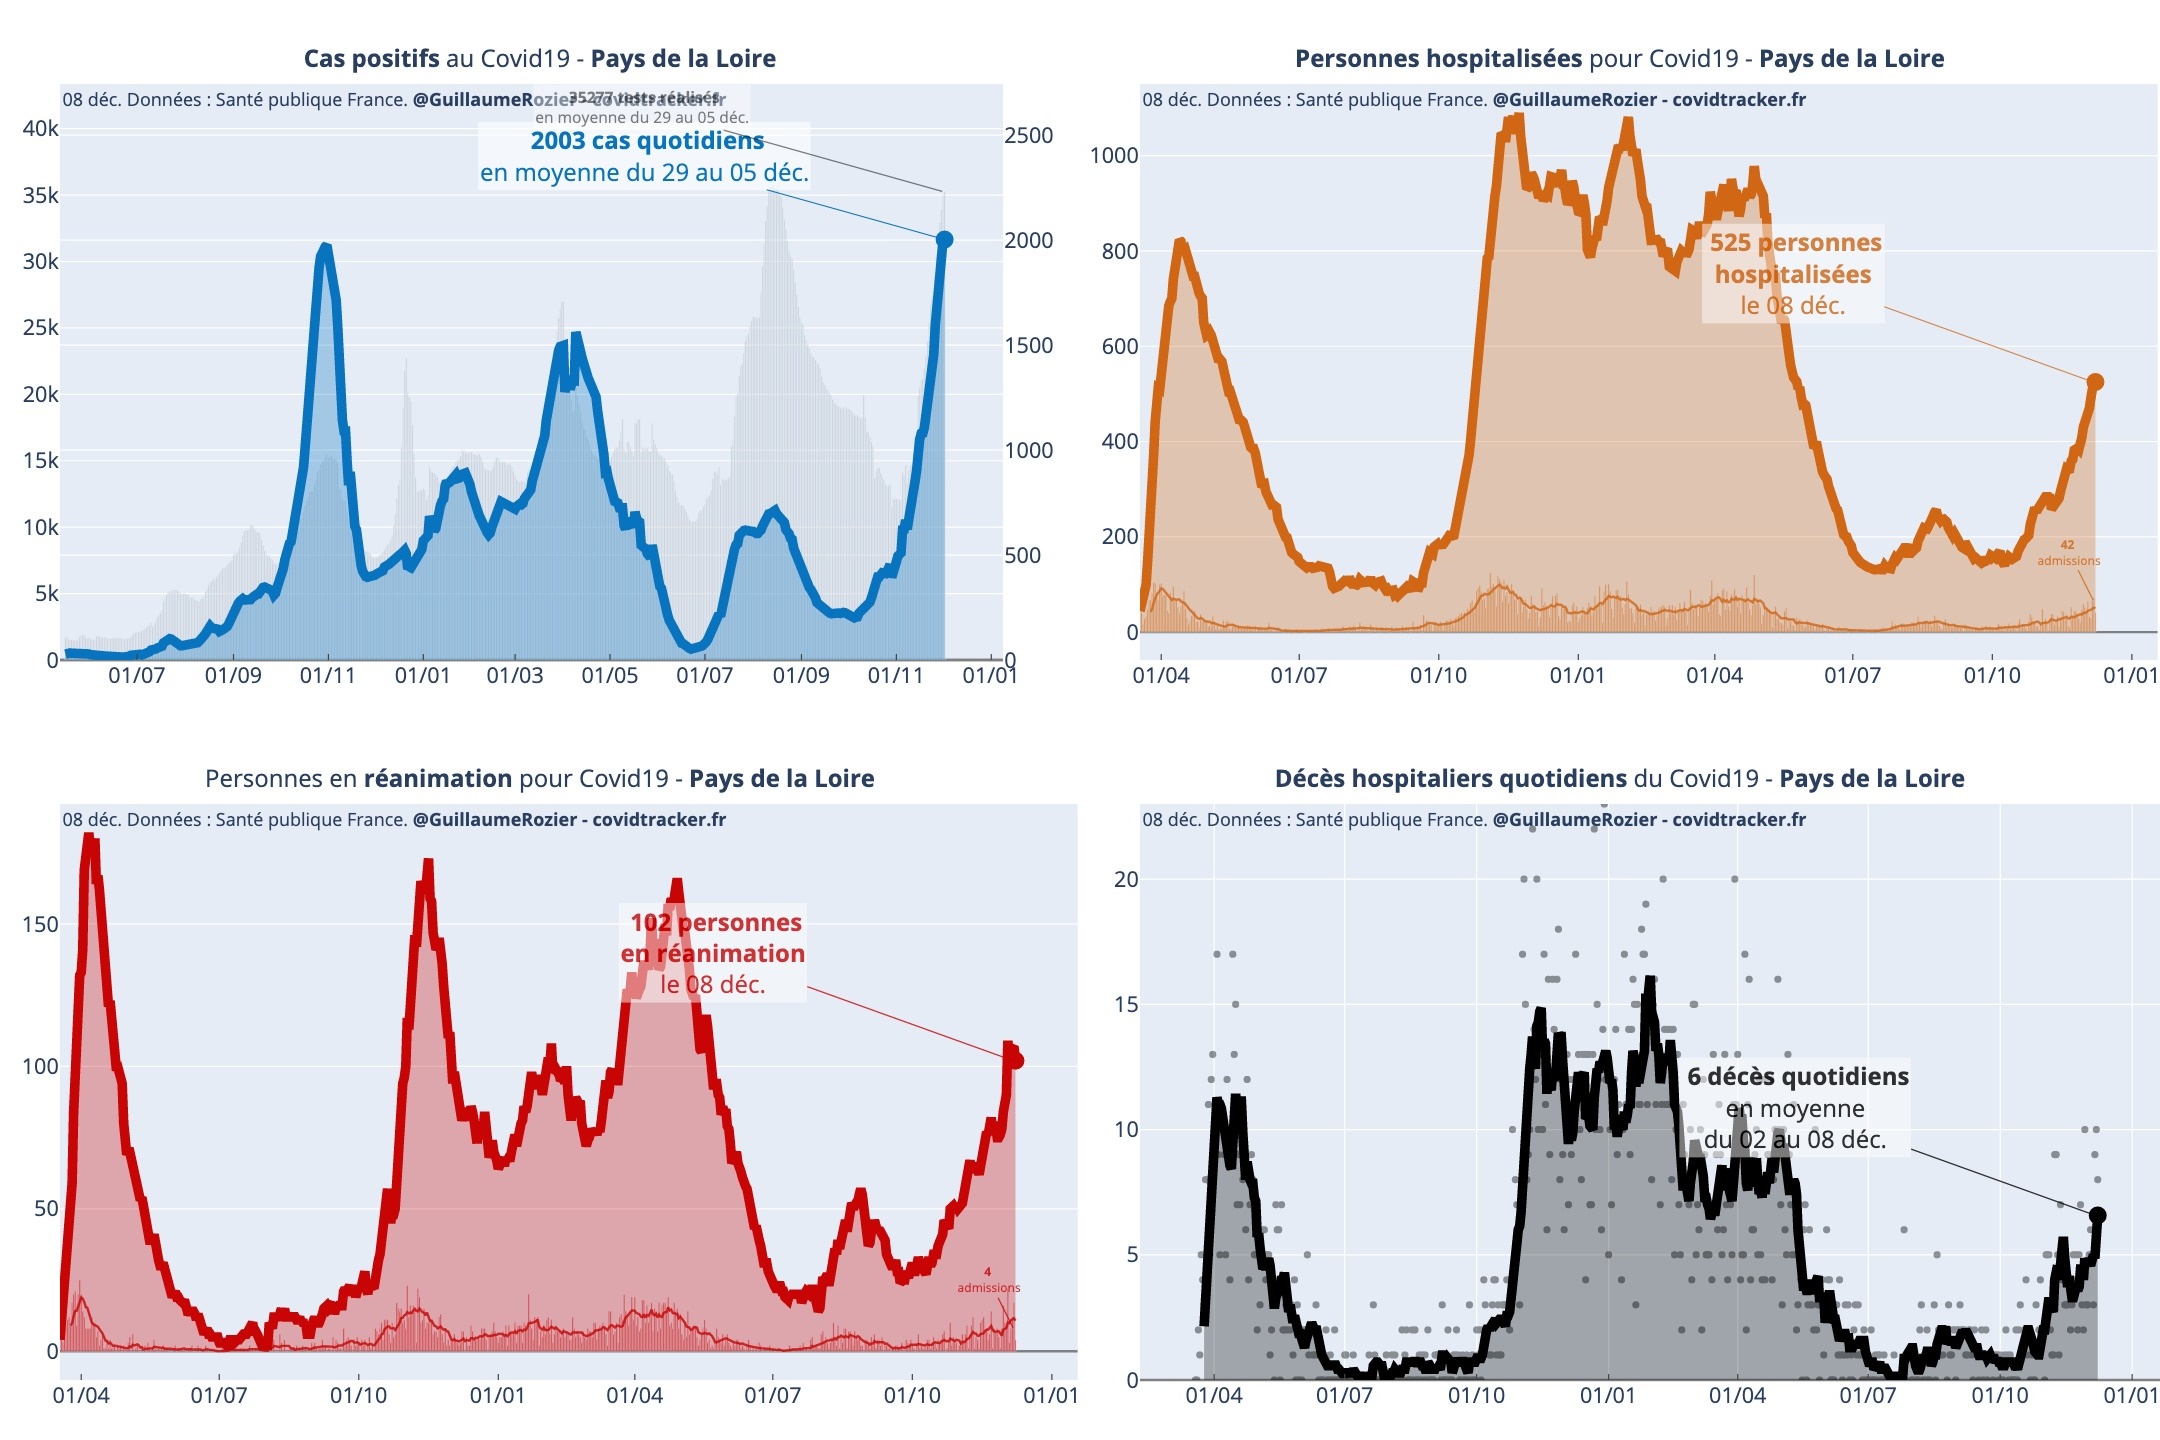 Cas positifs au Covid19 - Pays de la Loire
08 déc. Données : Santé publique France. @GuillaumeRozier - covidtracker.fr
35277 tests réalisés
en moyenne du 29 au 05 déc.
2003 cas quotidiens
en moyenne du 29 au 05 déc.
40k
35k
30k
25k
20k
15k
10k
5k
0
2500
2000
1500
1000
500
0
01/07 01/09 01/11 01/01 01/03 01/05 01/07 01/09 01/11 01/01
Personnes hospitalisées pour Covid19 - Pays de la Loire
08 déc. Données : Santé publique France. @GuillaumeRozier - covidtracker.fr
525 personnes
hospitalisées
le 08 déc.
42
admissions
1000
800
600
400
200
0
01/04 01/07 01/10 01/01 01/04 01/07 01/10 01/01
Personnes en réanimation pour Covid19 - Pays de la Loire
08 déc. Données : Santé publique France. @GuillaumeRozier - covidtracker.fr
102 personnes
en réanimation
le 08 déc.
4
admissions
150
100
50
0
01/04 01/07 01/10 01/01 01/04 01/07 01/10 01/01
Décès hospitaliers quotidiens du Covid19 - Pays de la Loire
08 déc. Données : Santé publique France. @GuillaumeRozier - covidtracker.fr
6 décès quotidiens
en moyenne
du 02 au 08 déc.
20
15
10
5
0
01/04 01/07 01/10 01/01 01/04 01/07 01/10 01/01